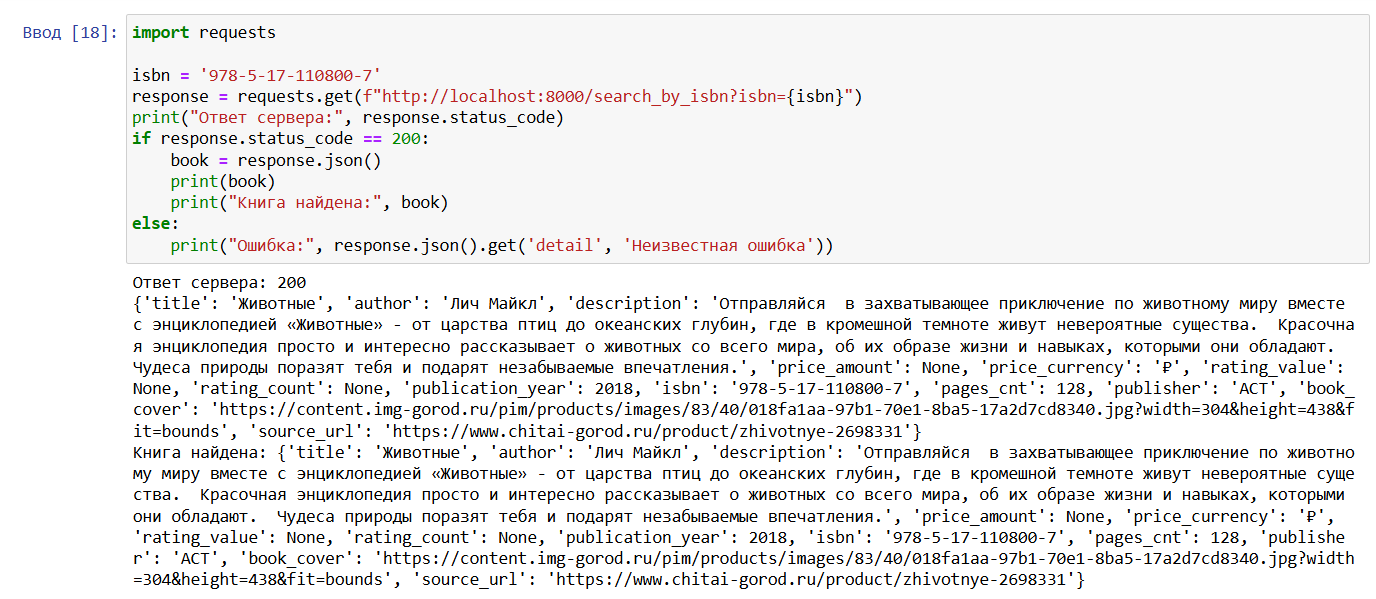 Ввод [18]: import requests
isbn = '978-5-17-110800-7'
response = requests.get(f"http://localhost:8000/search_by_isbn?isbn={isbn}")
print("Ответ сервера:", response.status_code)
if response.status_code == 200:
    book = response.json()
    print(book)
    print("Книга найдена:", book)
else:
    print("Ошибка:", response.json().get('detail', 'Неизвестная ошибка'))
Ответ сервера: 200
{'title': 'Животные', 'author': 'Лич Майкл', 'description': 'Отправляйся  в захватывающее приключение по животному миру вместе
с энциклопедией «Животные» - от царства птиц до океанских глубин, где в кромешной темноте живут невероятные существа.  Красочна
я энциклопедия просто и интересно рассказывает о животных со всего мира, об их образе жизни и навыках, которыми они обладают.
Чудеса природы поразят тебя и подарят незабываемые впечатления.', 'price_amount': None, 'price_currency': '₽', 'rating_value':
None, 'rating_count': None, 'publication_year': 2018, 'isbn': '978-5-17-110800-7', 'pages_cnt': 128, 'publisher': 'АСТ', 'book_
cover': 'https://content.img-gorod.ru/pim/products/images/83/40/018fa1aa-97b1-70e1-8ba5-17a2d7cd8340.jpg?width=304&height=438&f
it=bounds', 'source_url': 'https://www.chitai-gorod.ru/product/zhivotnye-2698331'}
Книга найдена: {'title': 'Животные', 'author': 'Лич Майкл', 'description': 'Отправляйся  в захватывающее приключение по животно
му миру вместе с энциклопедией «Животные» - от царства птиц до океанских глубин, где в кромешной темноте живут невероятные суще
ства.  Красочная энциклопедия просто и интересно рассказывает о животных со всего мира, об их образе жизни и навыках, которыми
они обладают.  Чудеса природы поразят тебя и подарят незабываемые впечатления.', 'price_amount': None, 'price_currency': '₽',
'rating_value': None, 'rating_count': None, 'publication_year': 2018, 'isbn': '978-5-17-110800-7', 'pages_cnt': 128, 'publishe
r': 'АСТ', 'book_cover': 'https://content.img-gorod.ru/pim/products/images/83/40/018fa1aa-97b1-70e1-8ba5-17a2d7cd8340.jpg?width
=304&height=438&fit=bounds', 'source_url': 'https://www.chitai-gorod.ru/product/zhivotnye-2698331'}